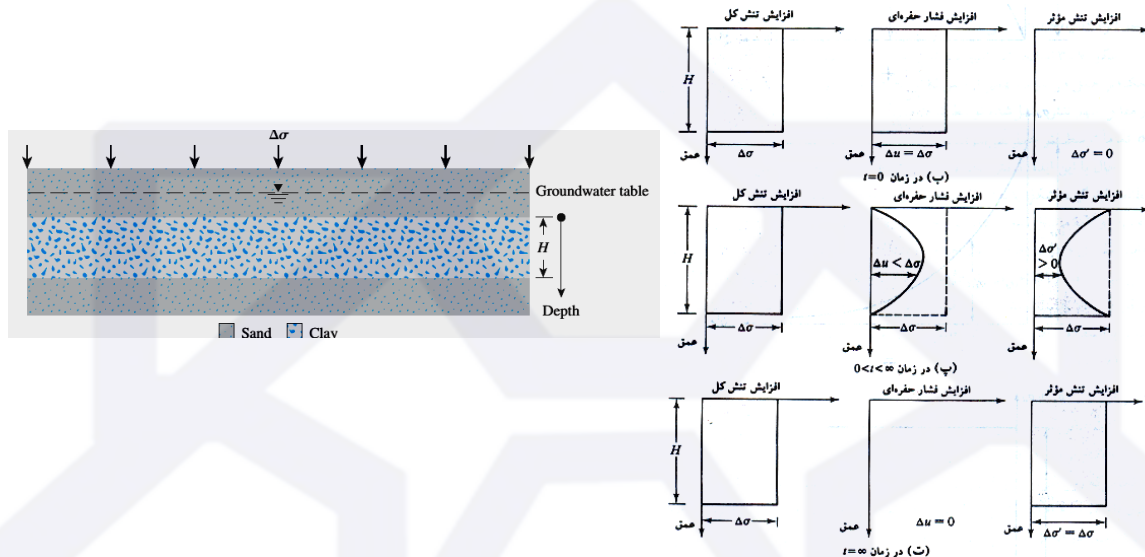 Δσ
Groundwater table
H
Depth
Sand
Clay
افزایش تنش کل
افزایش فشار حفره‌ای
افزایش تنش مؤثر
H
Δσ
Δu = Δσ
Δσ′ = 0
عمق
عمق
عمق
(پ) در زمان t=0
افزایش تنش کل
افزایش فشار حفره‌ای
افزایش تنش مؤثر
H
Δu < Δσ
Δσ′
> 0
Δσ
Δσ
Δσ
عمق
عمق
عمق
(پ) در زمان 0<t<∞
افزایش تنش کل
افزایش فشار حفره‌ای
افزایش تنش مؤثر
H
Δσ
Δu = 0
Δσ′ = Δσ
عمق
عمق
عمق
(ت) در زمان t=∞